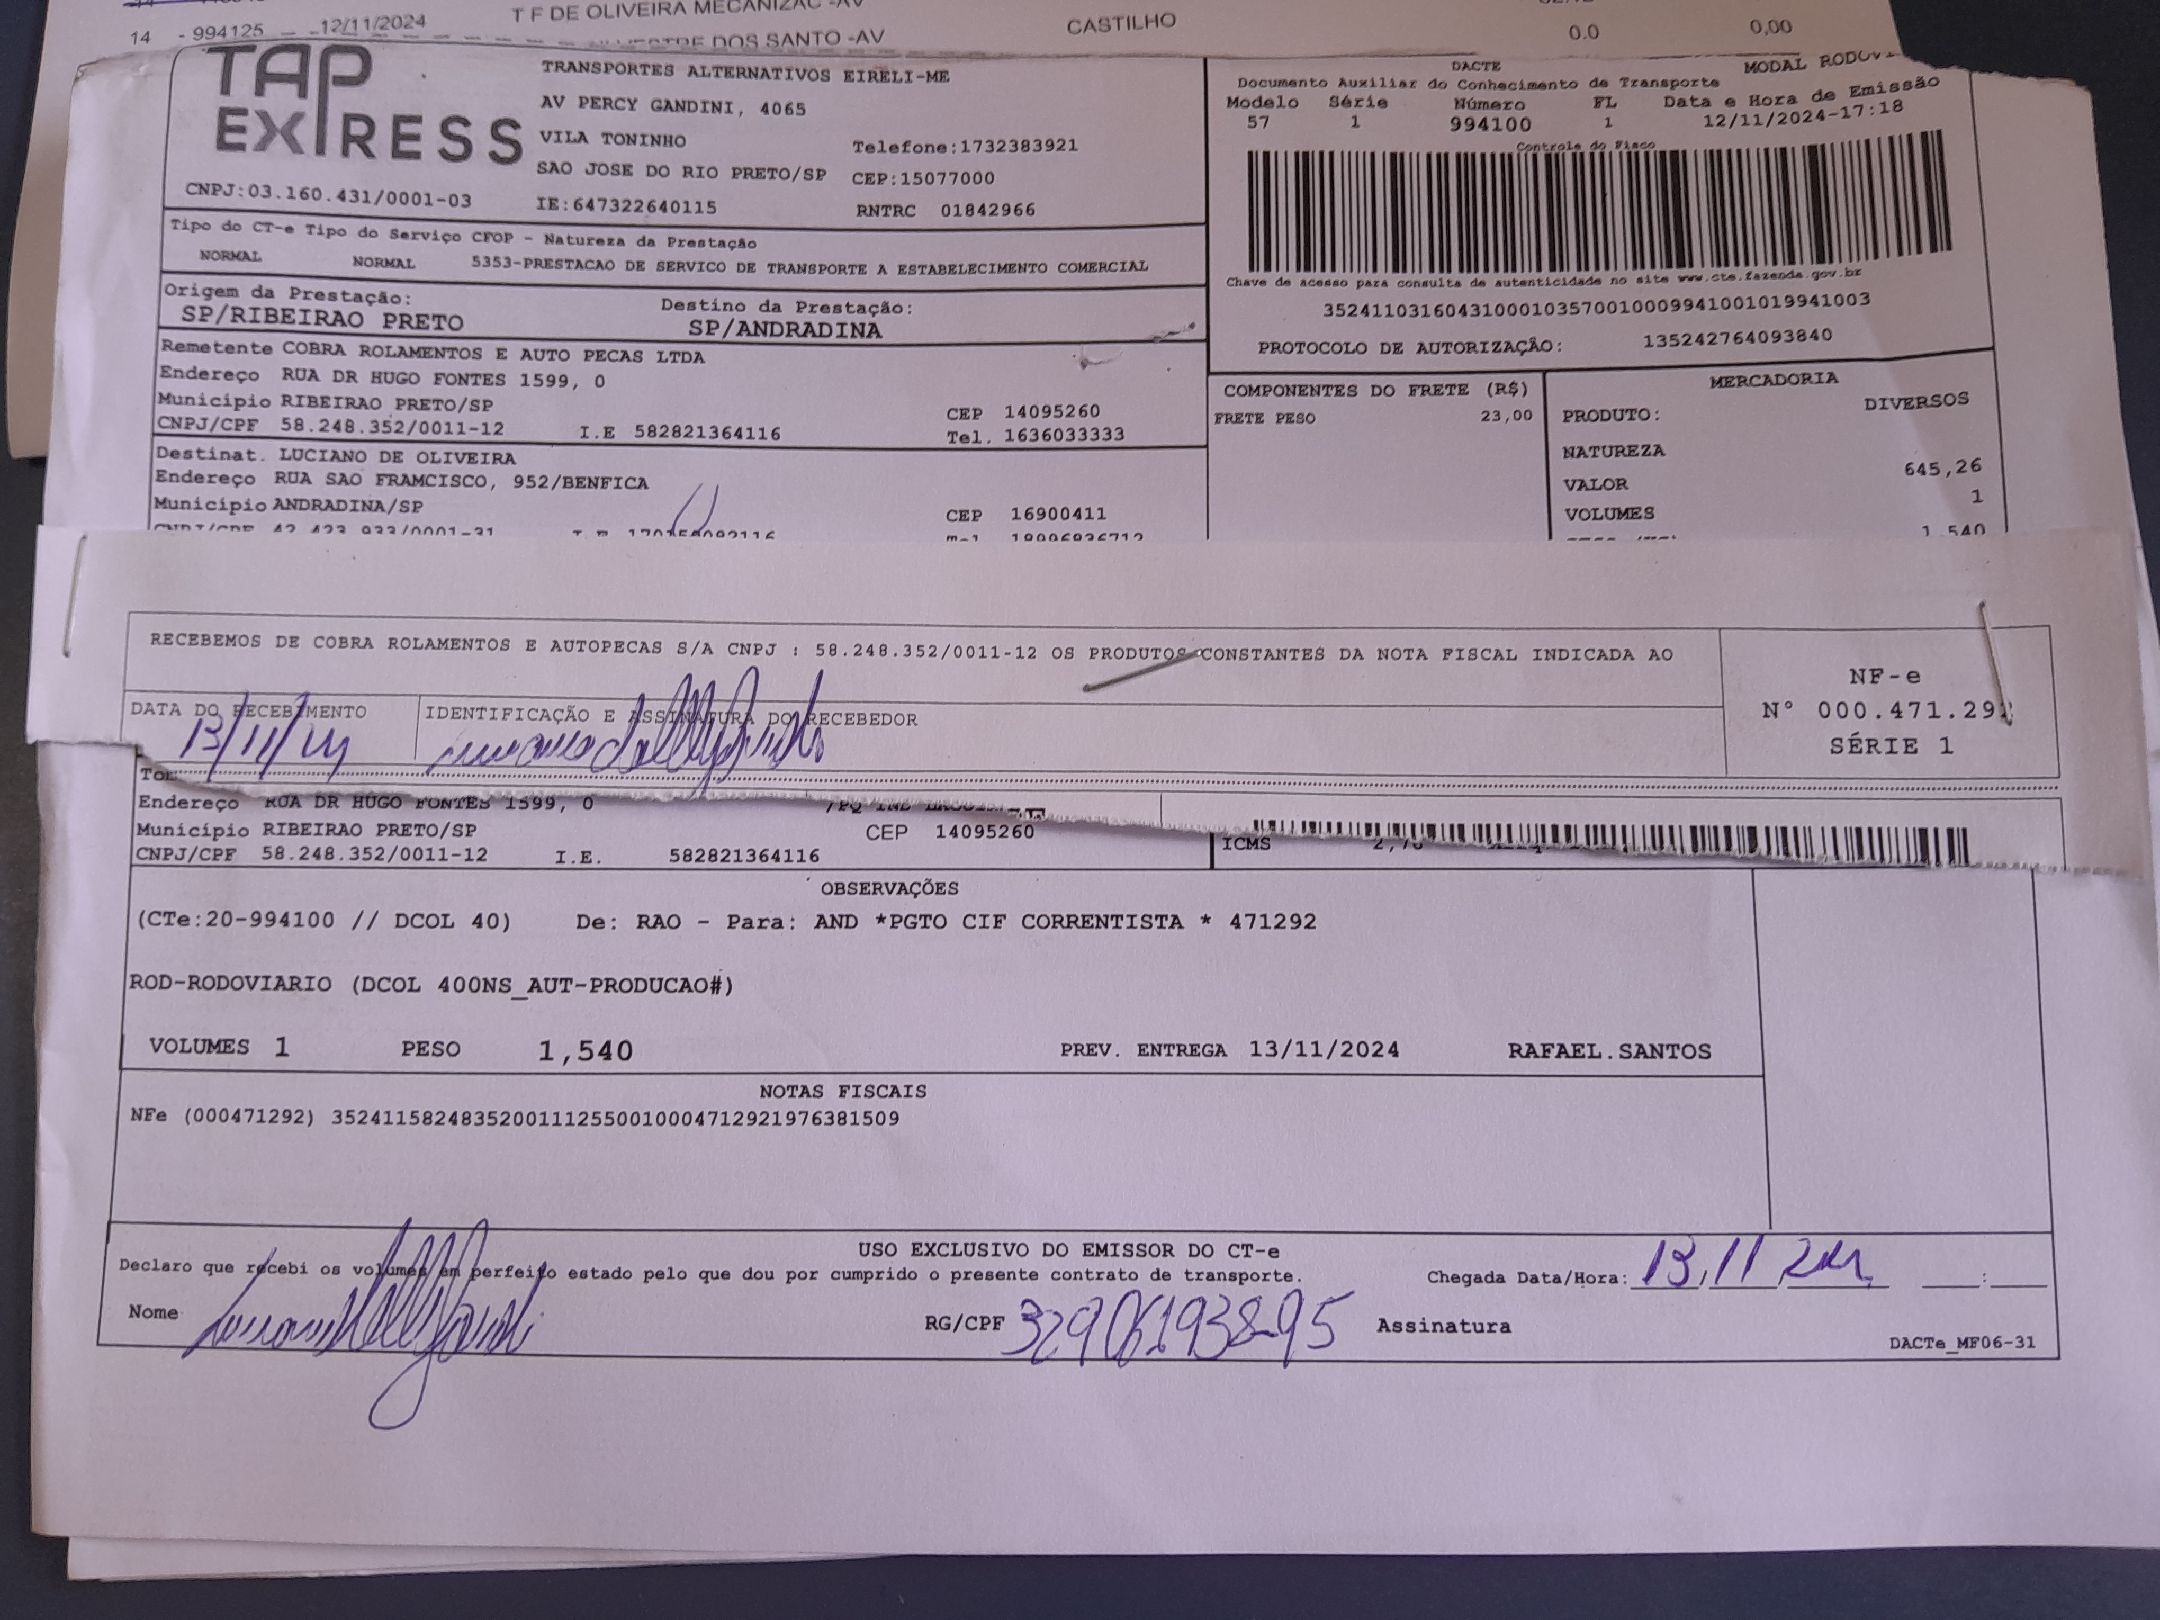 14 - 994125 12/11/2024 T F DE OLIVEIRA MECANIZAC -AV
DOS SANTO -AV CASTILHO 0.0 0,00
TAP EXPRESS
TRANSPORTES ALTERNATIVOS EIRELI-ME
AV PERCY GANDINI, 4065
VILA TONINHO Telefone:1732383921
SAO JOSE DO RIO PRETO/SP CEP:15077000
CNPJ:03.160.431/0001-03 IE:647322640115 RNTRC 01842966
DACTE MODAL
Documento Auxiliar do Conhecimento de Transporte
Modelo Série Número FL Data e Hora de Emissão
57 1 994100 1 12/11/2024-17:18
Controle do Fisco
Chave de acesso para consulta de autenticidade no site www.cte.fazenda.gov.br
35241103160431000103570010009941001019941003
PROTOCOLO DE AUTORIZAÇÃO: 135242764093840
Tipo do CT-e Tipo do Serviço CFOP - Natureza da Prestação
NORMAL NORMAL 5353-PRESTACAO DE SERVICO DE TRANSPORTE A ESTABELECIMENTO COMERCIAL
Origem da Prestação: Destino da Prestação:
SP/RIBEIRAO PRETO SP/ANDRADINA
Remetente COBRA ROLAMENTOS E AUTO PECAS LTDA
Endereço RUA DR HUGO FONTES 1599, 0
Município RIBEIRAO PRETO/SP CEP 14095260
CNPJ/CPF 58.248.352/0011-12 I.E 582821364116 Tel. 1636033333
Destinat. LUCIANO DE OLIVEIRA
Endereço RUA SAO FRAMCISCO, 952/BENFICA
Município ANDRADINA/SP CEP 16900411
CNPJ/CPF 42.423.933/0001-31
COMPONENTES DO FRETE (R$)
FRETE PESO 23,00
MERCADORIA
PRODUTO: DIVERSOS
NATUREZA
VALOR 645,26
VOLUMES 1
1,540
RECEBEMOS DE COBRA ROLAMENTOS E AUTOPECAS S/A CNPJ : 58.248.352/0011-12 OS PRODUTOS CONSTANTES DA NOTA FISCAL INDICADA AO
DATA DO RECEBIMENTO IDENTIFICAÇÃO E ASSINATURA DO RECEBEDOR
13/11/24
NF-e
N° 000.471.292
SÉRIE 1
Endereço RUA DR HUGO FONTES 1599, 0
Município RIBEIRAO PRETO/SP CEP 14095260
CNPJ/CPF 58.248.352/0011-12 I.E. 582821364116
ICMS
OBSERVAÇÕES
(CTe:20-994100 // DCOL 40) De: RAO - Para: AND *PGTO CIF CORRENTISTA * 471292
ROD-RODOVIARIO (DCOL 400NS_AUT-PRODUCAO#)
VOLUMES 1 PESO 1,540 PREV. ENTREGA 13/11/2024 RAFAEL.SANTOS
NOTAS FISCAIS
NFe (000471292) 35241158248352001112550010004712921976381509
USO EXCLUSIVO DO EMISSOR DO CT-e
Declaro que recebi os volumes em perfeito estado pelo que dou por cumprido o presente contrato de transporte. Chegada Data/Hora: 13, 11 :
Nome RG/CPF 32906193895 Assinatura
DACTe_MF06-31